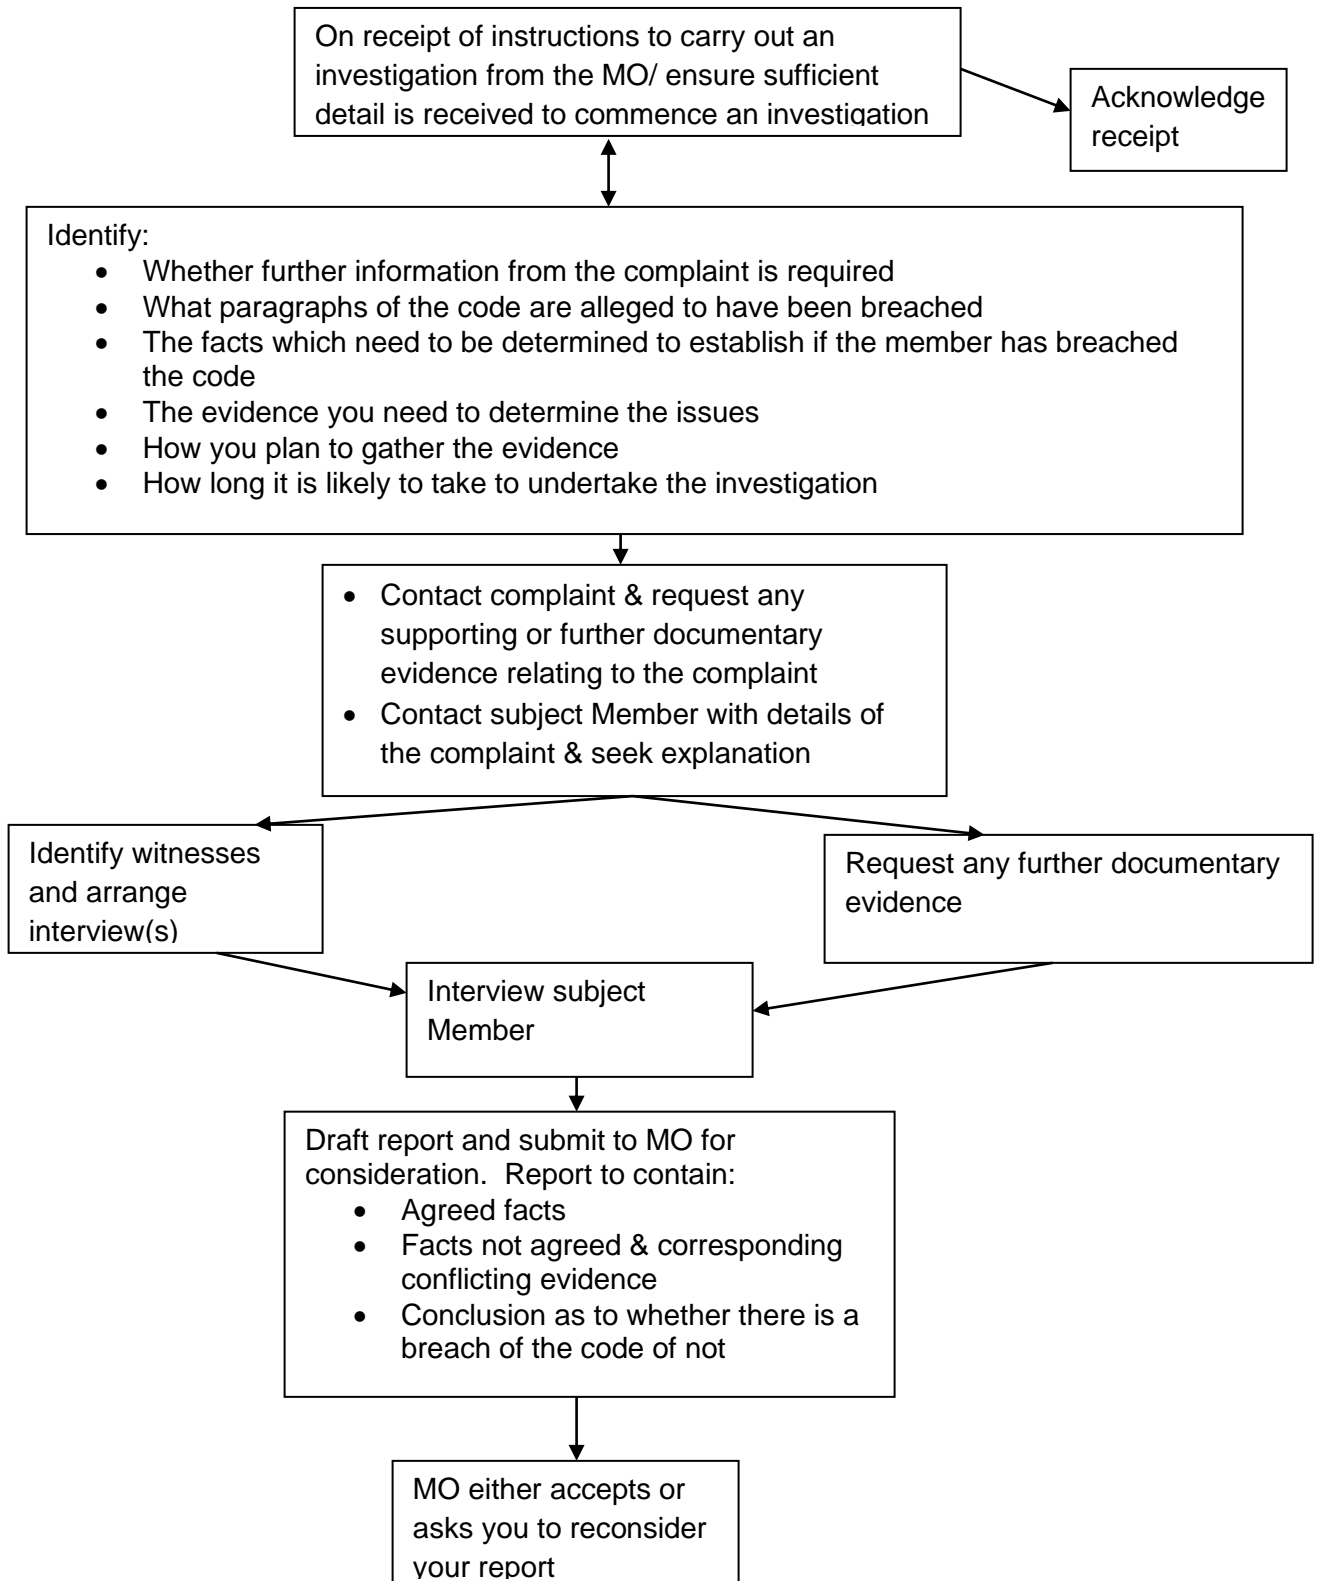 On receipt of instructions to carry out an
investigation from the MO/ ensure sufficient
detail is received to commence an investigation
Acknowledge
receipt
Identify:
• Whether further information from the complaint is required
• What paragraphs of the code are alleged to have been breached
• The facts which need to be determined to establish if the member has breached
the code
• The evidence you need to determine the issues
• How you plan to gather the evidence
• How long it is likely to take to undertake the investigation
• Contact complaint & request any
supporting or further documentary
evidence relating to the complaint
• Contact subject Member with details of
the complaint & seek explanation
Identify witnesses
and arrange
interview(s)
Request any further documentary
evidence
Interview subject
Member
Draft report and submit to MO for
consideration.  Report to contain:
• Agreed facts
• Facts not agreed & corresponding
conflicting evidence
• Conclusion as to whether there is a
breach of the code of not
MO either accepts or
asks you to reconsider
your report